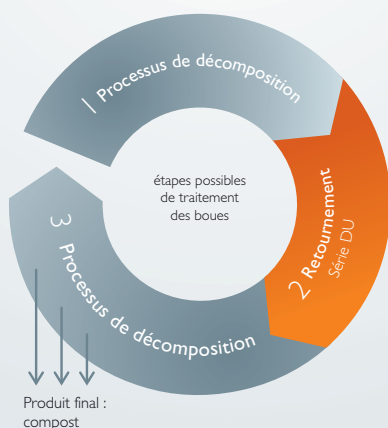 1 Processus de décomposition
étapes possibles
de traitement
des boues
2 Retournement
Série DU
3 Processus de décomposition
Produit final :
compost